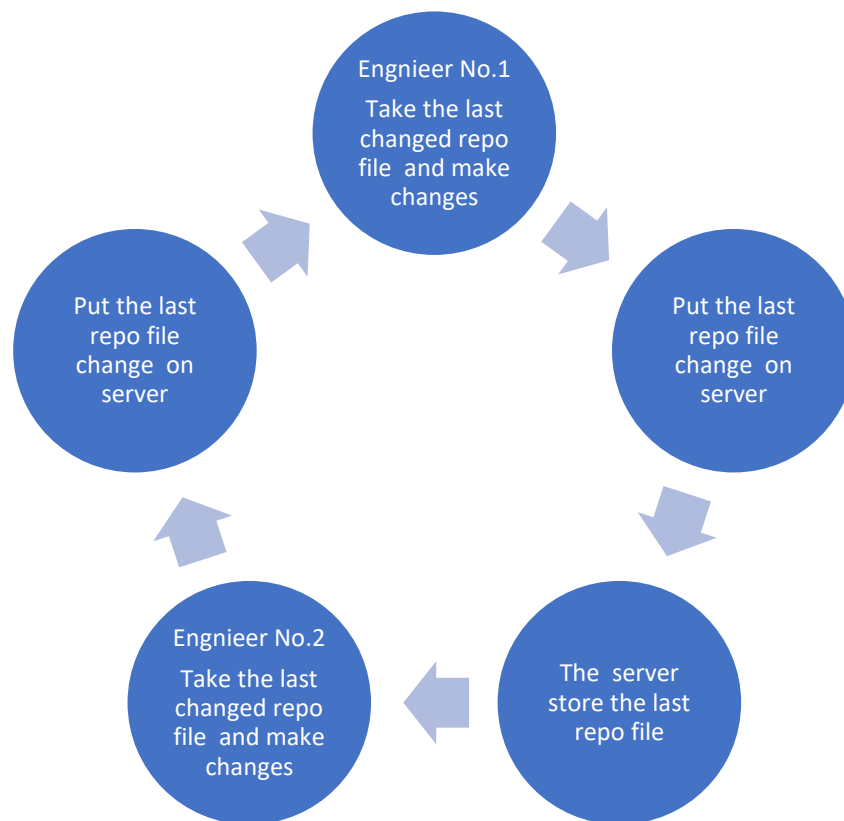 Engnieer No.1
Take the last
changed repo
file and make
changes
Put the last
repo file
change on
server
The server
store the last
repo file
Engnieer No.2
Take the last
changed repo
file and make
changes
Put the last
repo file
change on
server